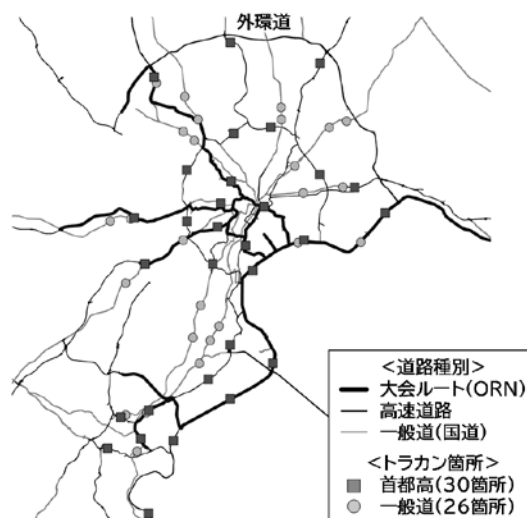 外環道
<道路種別>
大会ルート(ORN)
高速道路
一般道(国道)
<トラカン箇所>
首都高(30箇所)
一般道(26箇所)